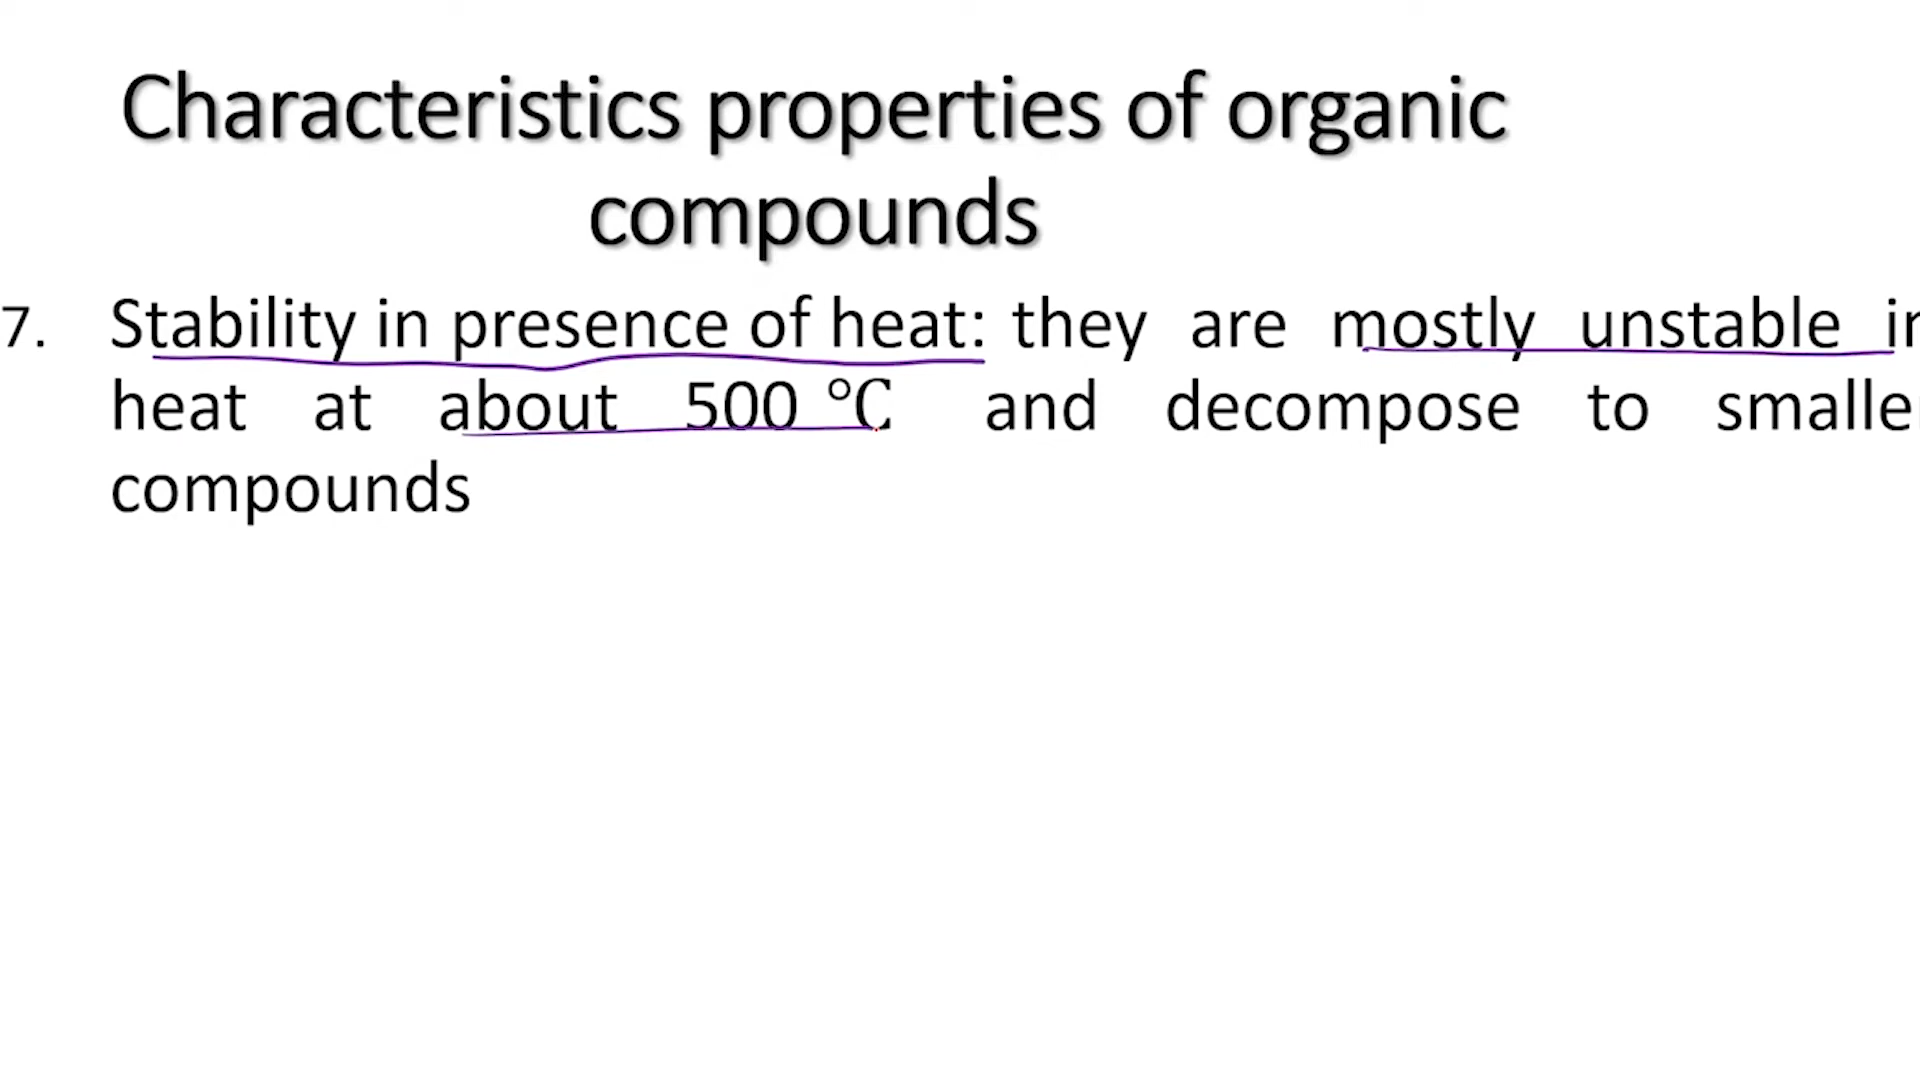 Characteristics properties of organic
compounds
7. Stability in presence of heat: they are mostly unstable in
heat at about 500 °C and decompose to smaller
compounds